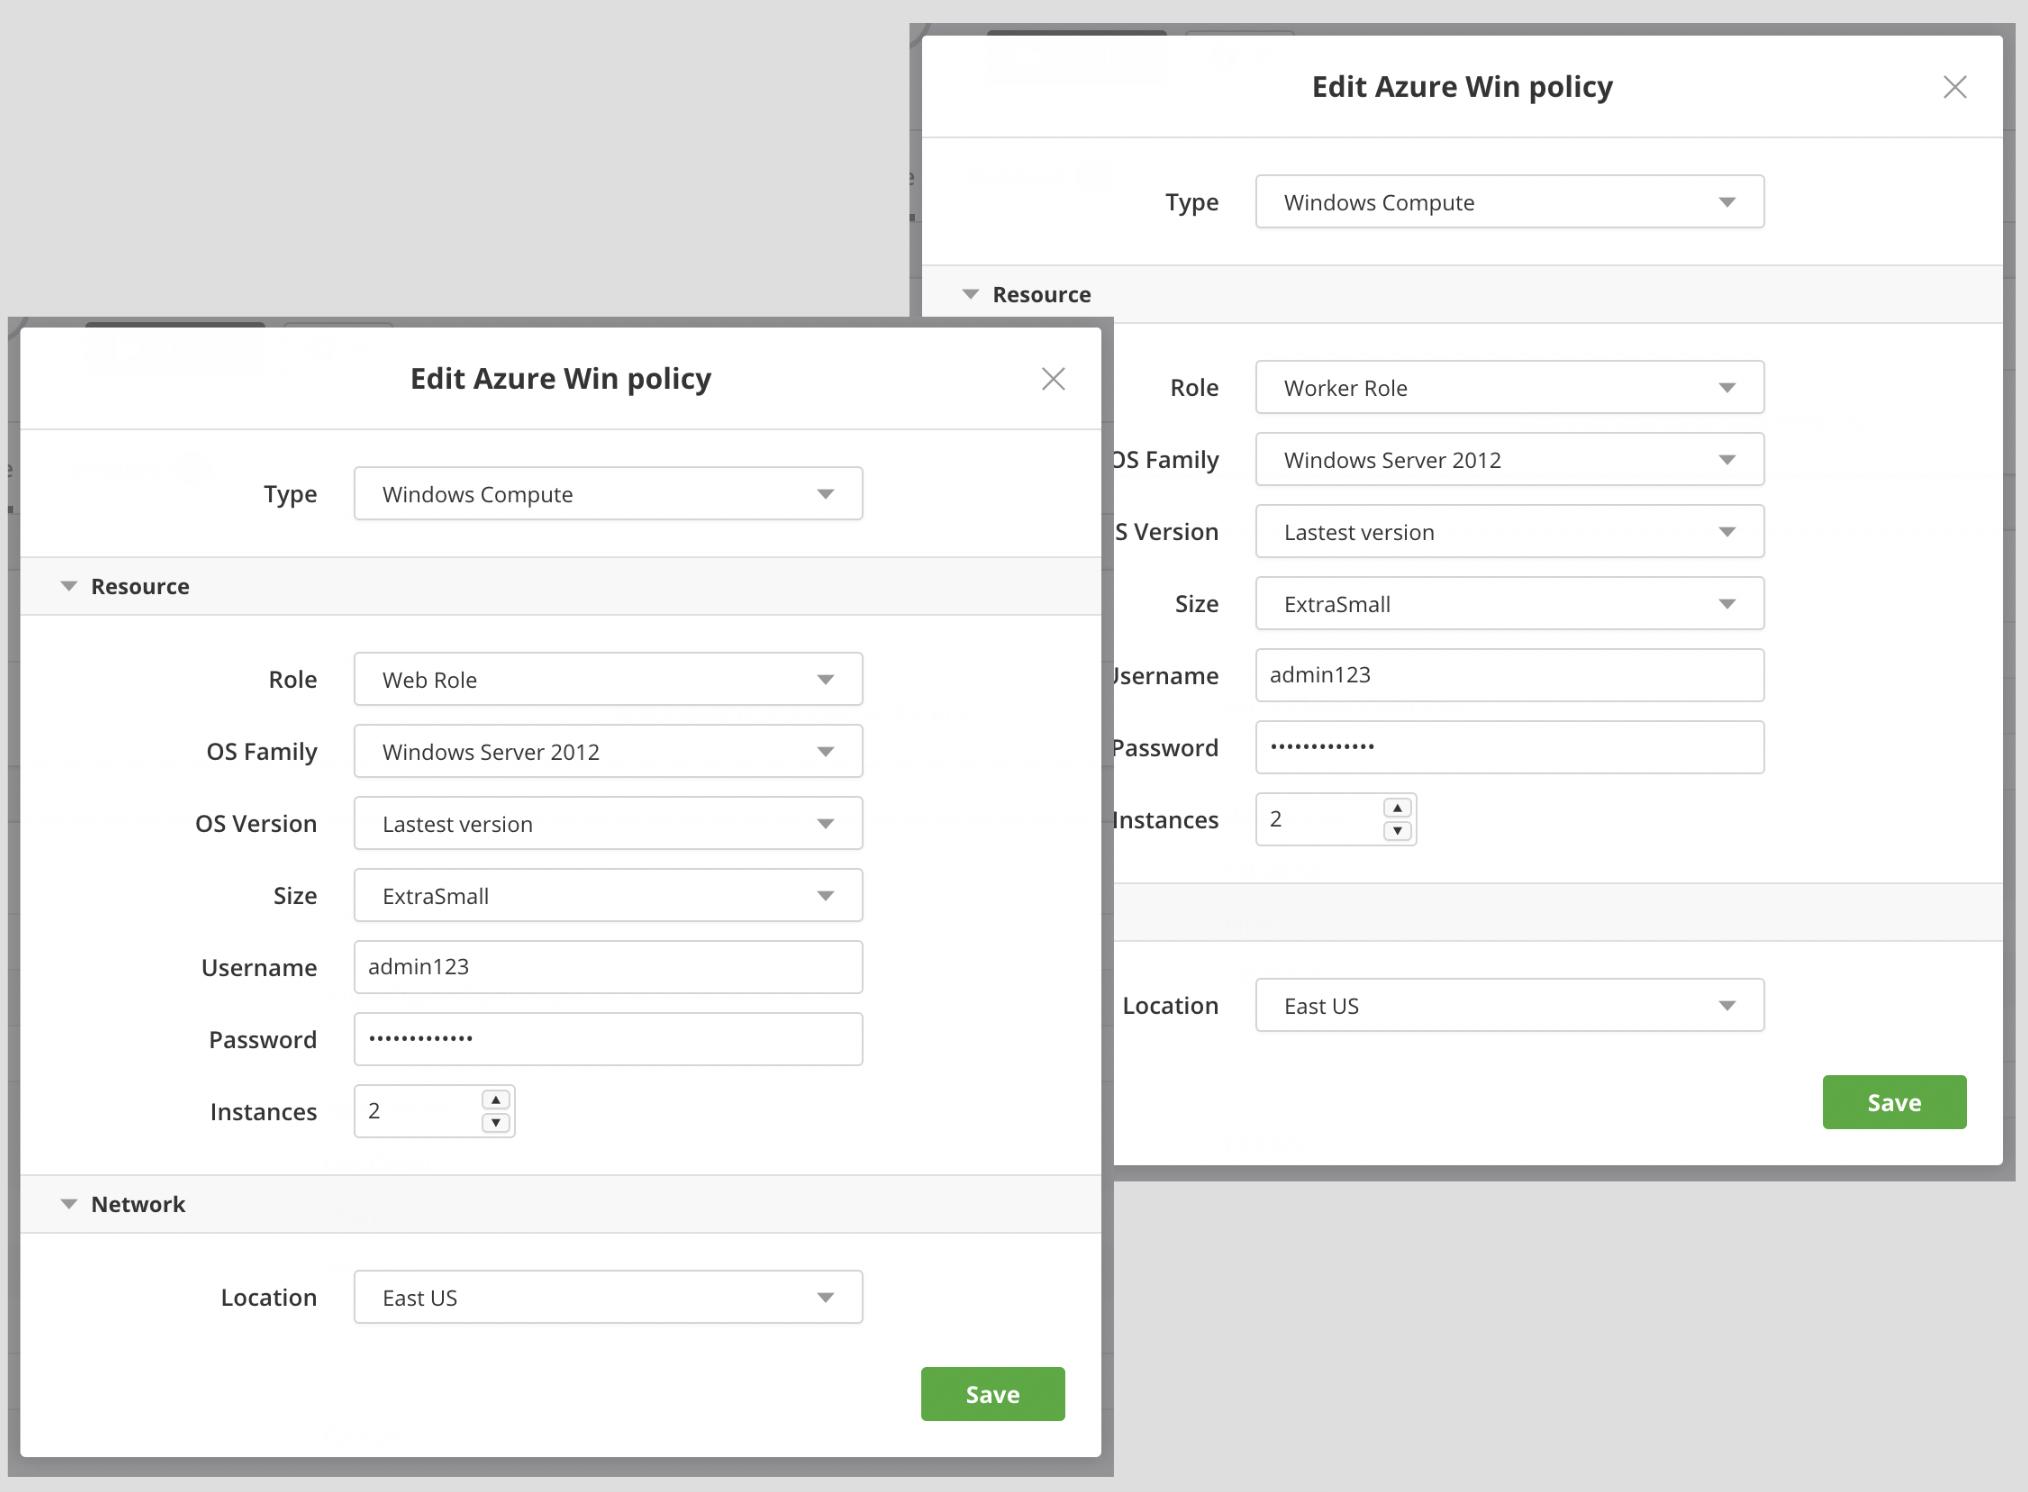 Edit Azure Win policy
Type Windows Compute
Resource
Role Worker Role
OS Family Windows Server 2012
S Version Lastest version
Size ExtraSmall
Username admin123
Password •••••••••••••
Instances 2
Location East US
Save
Edit Azure Win policy
Type Windows Compute
Resource
Role Web Role
OS Family Windows Server 2012
OS Version Lastest version
Size ExtraSmall
Username admin123
Password •••••••••••••
Instances 2
Network
Location East US
Save